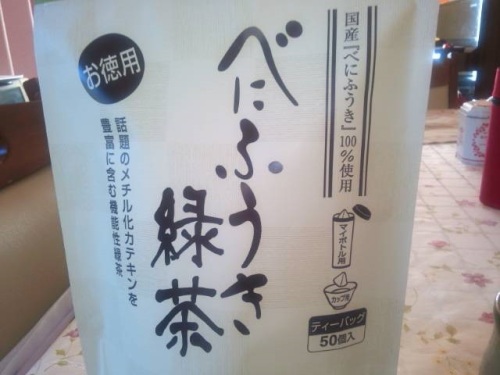 国産『べにふうき』100%使用
べにふうき
緑茶
お徳用
話題のメチル化カテキンを
豊富に含む機能性緑茶
マイボトル用
カップ用
ティーバッグ
50個入